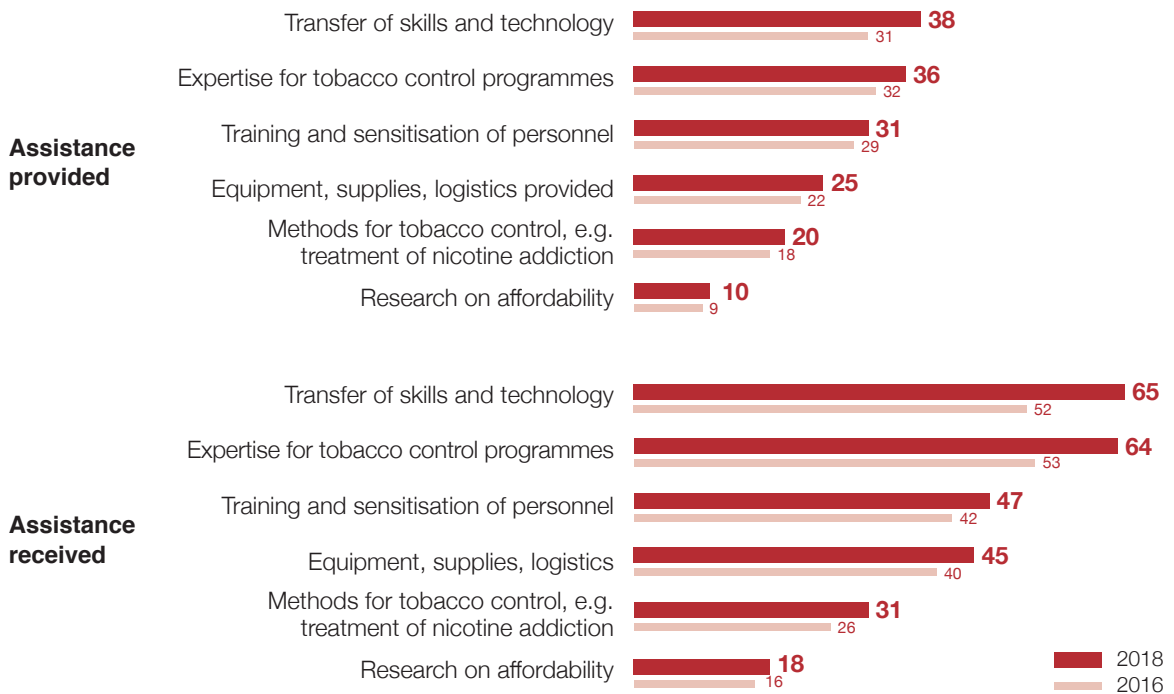 Transfer of skills and technology
38
31
Expertise for tobacco control programmes
36
32
Assistance
provided
Training and sensitisation of personnel
31
29
Equipment, supplies, logistics provided
25
22
Methods for tobacco control, e.g.
treatment of nicotine addiction
20
18
Research on affordability
10
9
Transfer of skills and technology
65
52
Expertise for tobacco control programmes
64
53
Assistance
received
Training and sensitisation of personnel
47
42
Equipment, supplies, logistics
45
40
Methods for tobacco control, e.g.
treatment of nicotine addiction
31
26
Research on affordability
18
16
2018
2016